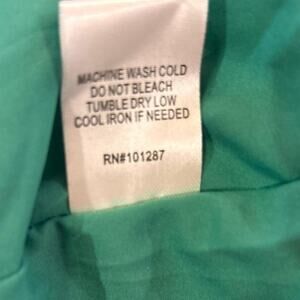 MACHINE WASH COLD
DO NOT BLEACH
TUMBLE DRY LOW
COOL IRON IF NEEDED
RN#101287